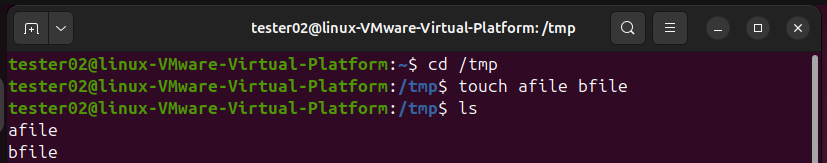 tester02@linux-VMware-Virtual-Platform: /tmp
tester02@linux-VMware-Virtual-Platform:~$ cd /tmp
tester02@linux-VMware-Virtual-Platform:/tmp$ touch afile bfile
tester02@linux-VMware-Virtual-Platform:/tmp$ ls
afile
bfile